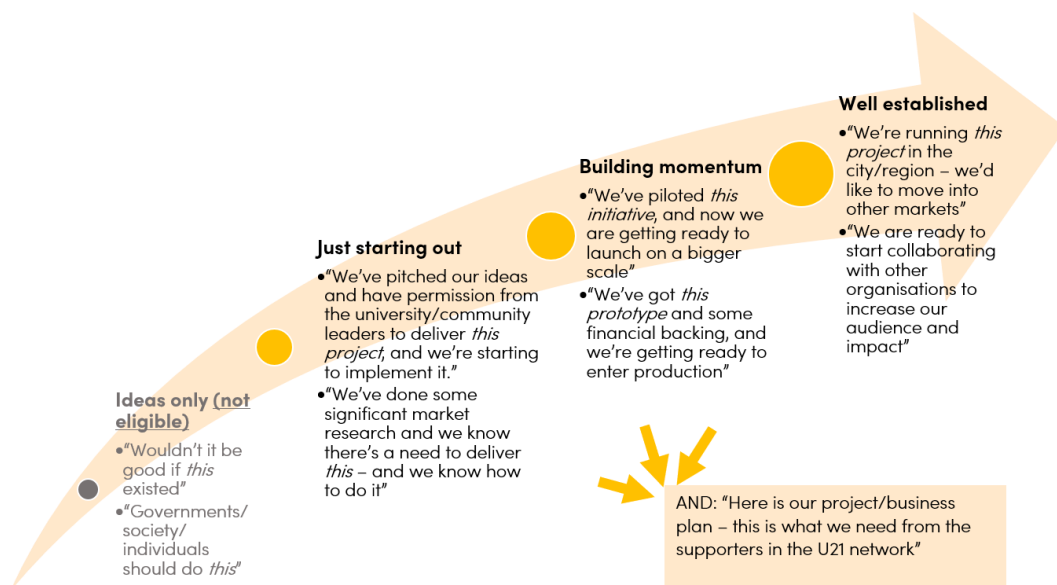 Ideas only (not
eligible)
•“Wouldn’t it be
good if this
existed”
•“Governments/
society/
individuals
should do this”
Just starting out
•“We’ve pitched our ideas
and have permission from
the university/community
leaders to deliver this
project, and we’re starting
to implement it.”
•“We’ve done some
significant market
research and we know
there’s a need to deliver
this – and we know how
to do it”
Building momentum
•“We’ve piloted this
initiative, and now we
are getting ready to
launch on a bigger
scale”
•“We’ve got this
prototype and some
financial backing, and
we’re getting ready to
enter production”
Well established
•“We’re running this
project in the
city/region – we’d
like to move into
other markets”
•“We are ready to
start collaborating
with other
organisations to
increase our
audience and
impact”
AND: “Here is our project/business
plan – this is what we need from the
supporters in the U21 network”